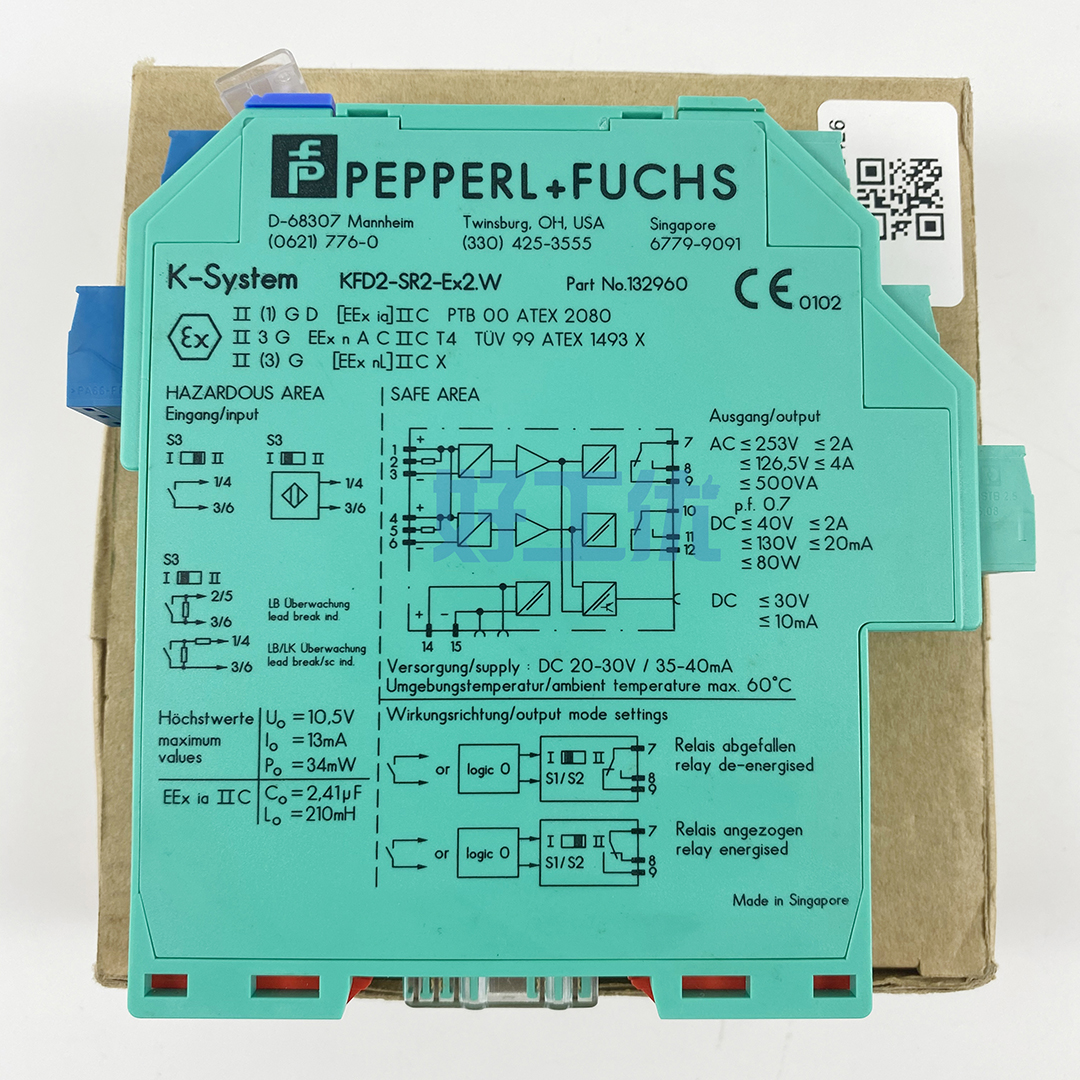 PEPPERL+FUCHS
D-68307 Mannheim Twinsburg, OH, USA Singapore
(0621) 776-0 (330) 425-3555 6779-9091
K-System KFD2-SR2-Ex2.W Part No.132960
CE 0102
Ex
II (1) G D [EEx ia] IIC PTB 00 ATEX 2080
II 3 G EEx n A C IIC T4 TÜV 99 ATEX 1493 X
II (3) G [EEx nL] IIC X
HAZARDOUS AREA
Eingang/input
S3
I II
1/4
3/6
S3
I II
1/4
3/6
S3
I II
2/5
3/6
LB Überwachung
lead break ind.
1/4
3/6
LB/LK Überwachung
lead break/sc ind.
SAFE AREA
1 + 7
2 8
3 - 9
4 + 10
5 11
6 - 12
+ -
14 15
好工优
Ausgang/output
AC ≤ 253V ≤ 2A
≤ 126,5V ≤ 4A
≤ 500VA
p.f. 0.7
DC ≤ 40V ≤ 2A
≤ 130V ≤ 20mA
≤ 80W
DC ≤ 30V
≤ 10mA
Versorgung/supply : DC 20-30V / 35-40mA
Umgebungstemperatur/ambient temperature max. 60°C
Höchstwerte
maximum
values
Uo = 10,5V
Io = 13mA
Po = 34mW
EEx ia IIC
Co = 2,41µF
Lo = 210mH
Wirkungsrichtung/output mode settings
or logic 0 I II S1/S2 7 8 9
Relais abgefallen
relay de-energised
or logic 0 I II S1/S2 7 8 9
Relais angezogen
relay energised
Made in Singapore